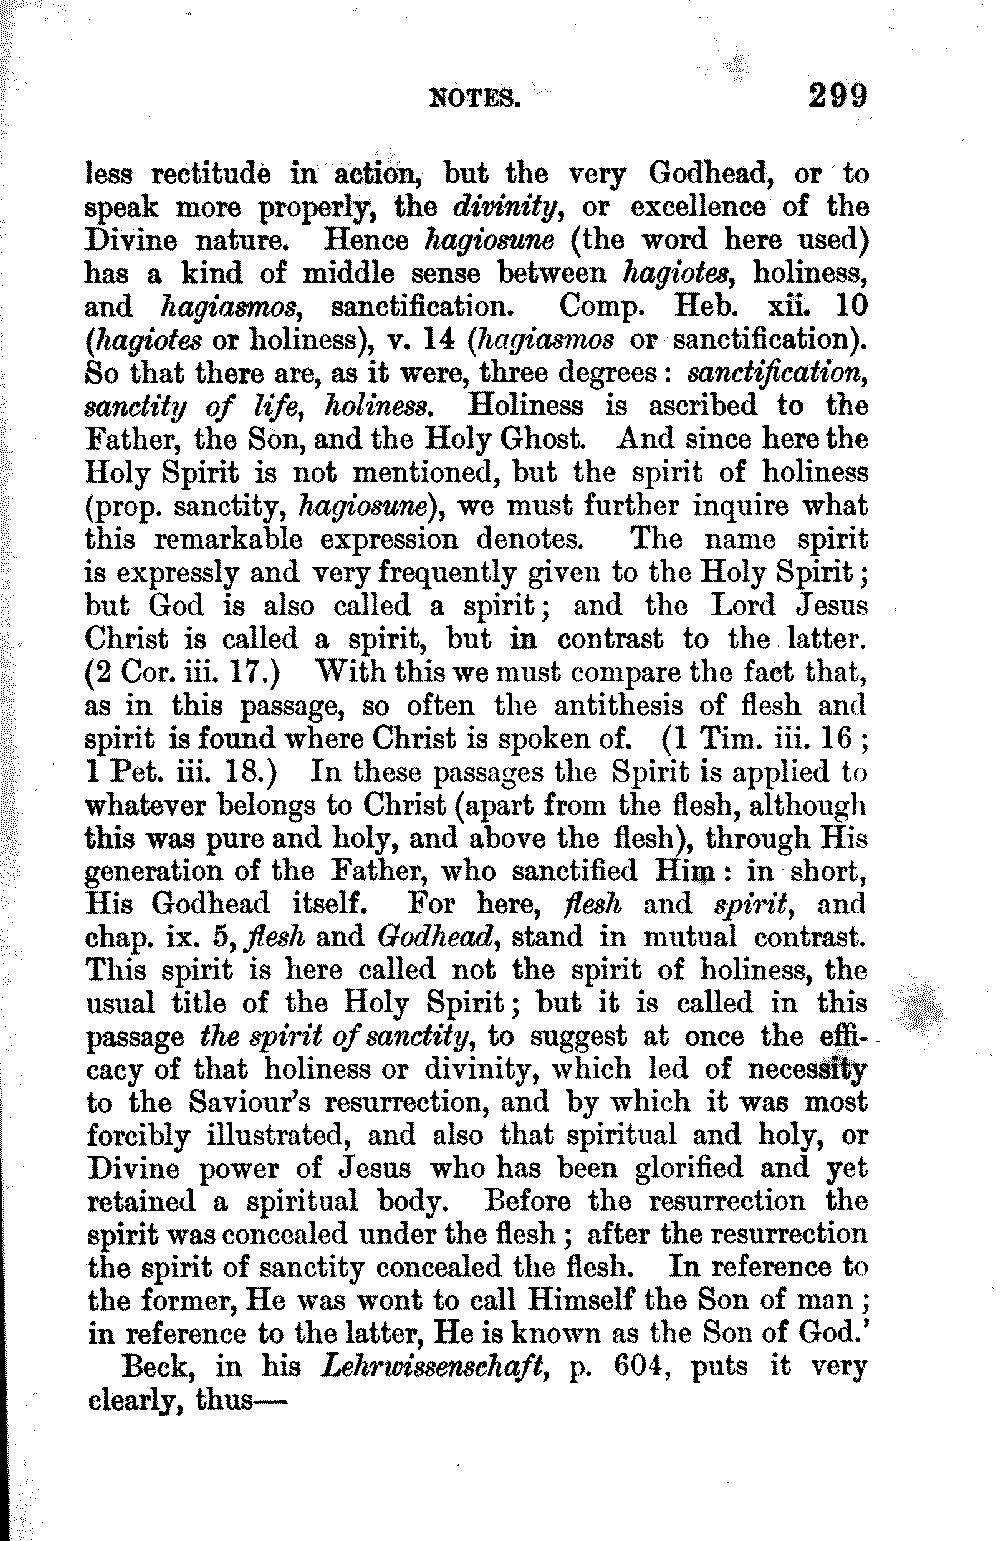 NOTES. 299
less rectitude in action, but the very Godhead, or to
speak more properly, the divinity, or excellence of the
Divine nature. Hence hagiosune (the word here used)
has a kind of middle sense between hagiotes, holiness,
and hagiasmos, sanctification. Comp. Heb. xii. 10
(hagiotes or holiness), v. 14 (hagiasmos or sanctification).
So that there are, as it were, three degrees : sanctification,
sanctity of life, holiness. Holiness is ascribed to the
Father, the Son, and the Holy Ghost. And since here the
Holy Spirit is not mentioned, but the spirit of holiness
(prop. sanctity, hagiosune), we must further inquire what
this remarkable expression denotes. The name spirit
is expressly and very frequently given to the Holy Spirit ;
but God is also called a spirit ; and the Lord Jesus
Christ is called a spirit, but in contrast to the latter.
(2 Cor. iii. 17.) With this we must compare the fact that,
as in this passage, so often the antithesis of flesh and
spirit is found where Christ is spoken of. (1 Tim. iii. 16 ;
1 Pet. iii. 18.) In these passages the Spirit is applied to
whatever belongs to Christ (apart from the flesh, although
this was pure and holy, and above the flesh), through His
generation of the Father, who sanctified Him : in short,
His Godhead itself. For here, flesh and spirit, and
chap. ix. 5, flesh and Godhead, stand in mutual contrast.
This spirit is here called not the spirit of holiness, the
usual title of the Holy Spirit ; but it is called in this
passage the spirit of sanctity, to suggest at once the effi-
cacy of that holiness or divinity, which led of necessity
to the Saviour's resurrection, and by which it was most
forcibly illustrated, and also that spiritual and holy, or
Divine power of Jesus who has been glorified and yet
retained a spiritual body. Before the resurrection the
spirit was concealed under the flesh ; after the resurrection
the spirit of sanctity concealed the flesh. In reference to
the former, He was wont to call Himself the Son of man ;
in reference to the latter, He is known as the Son of God.'
Beck, in his Lehrwissenschaft, p. 604, puts it very
clearly, thus—